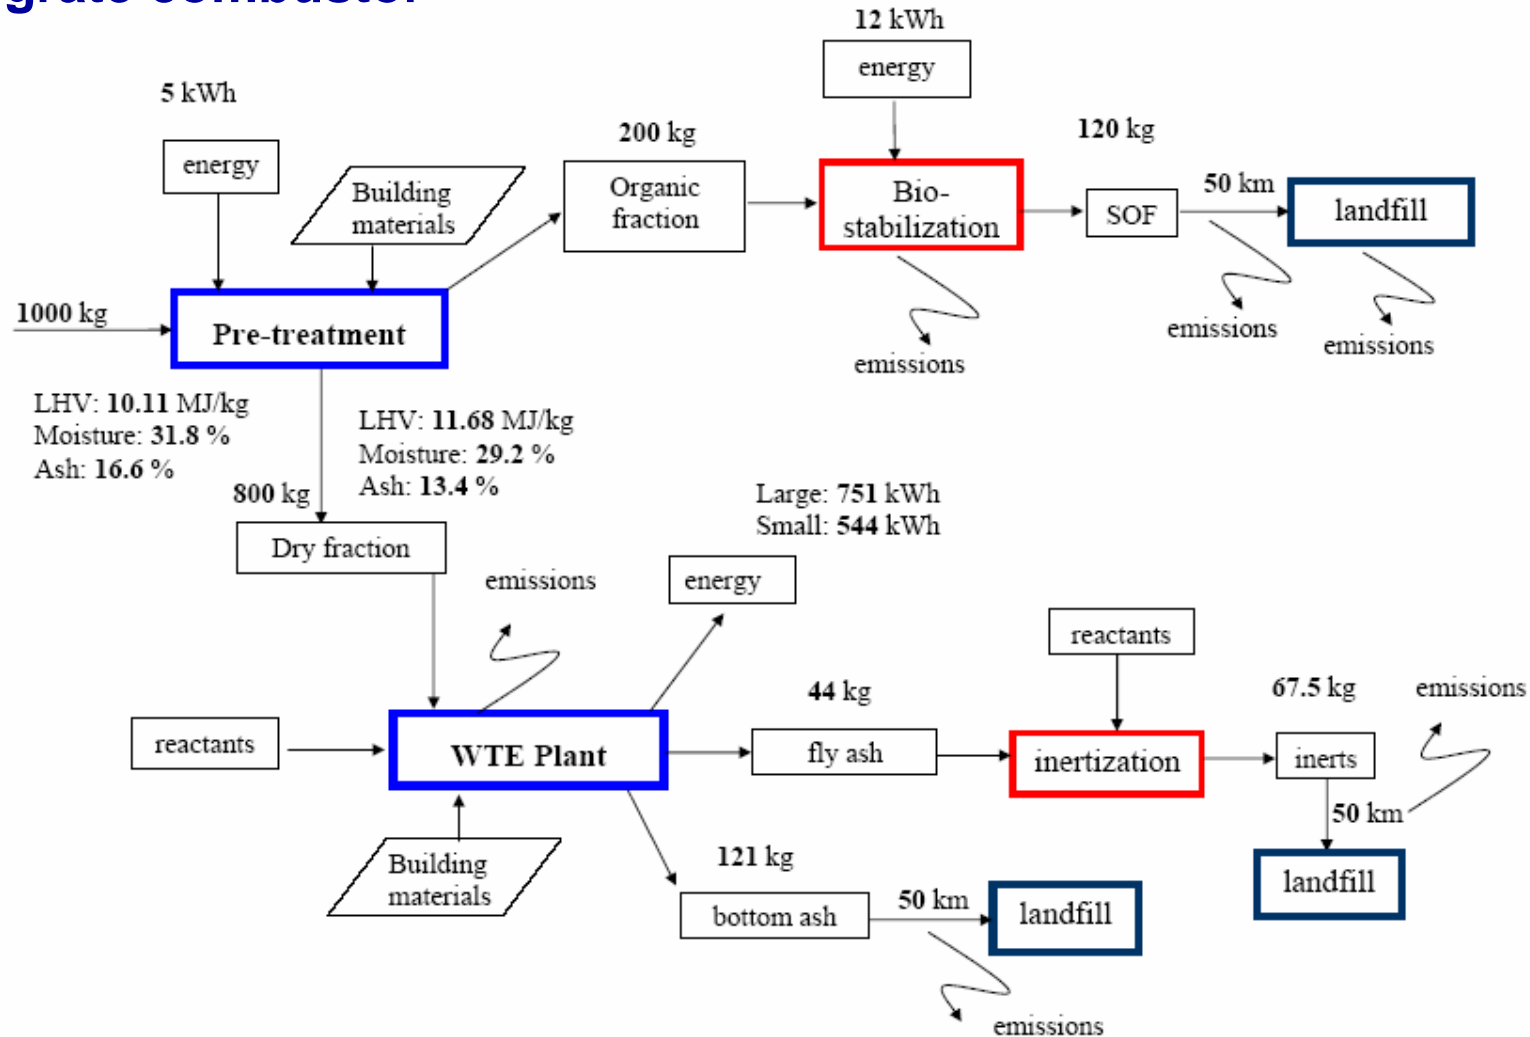 grate combustor
12 kWh
energy
5 kWh
energy
Building
materials
200 kg
Organic
fraction
Bio-
stabilization
120 kg
SOF
50 km
landfill
emissions
emissions
emissions
1000 kg
Pre-treatment
LHV: 10.11 MJ/kg
Moisture: 31.8 %
Ash: 16.6 %
LHV: 11.68 MJ/kg
Moisture: 29.2 %
Ash: 13.4 %
800 kg
Dry fraction
Large: 751 kWh
Small: 544 kWh
energy
emissions
reactants
WTE Plant
Building
materials
44 kg
fly ash
reactants
inertization
67.5 kg
inerts
emissions
50 km
landfill
121 kg
bottom ash
50 km
landfill
emissions